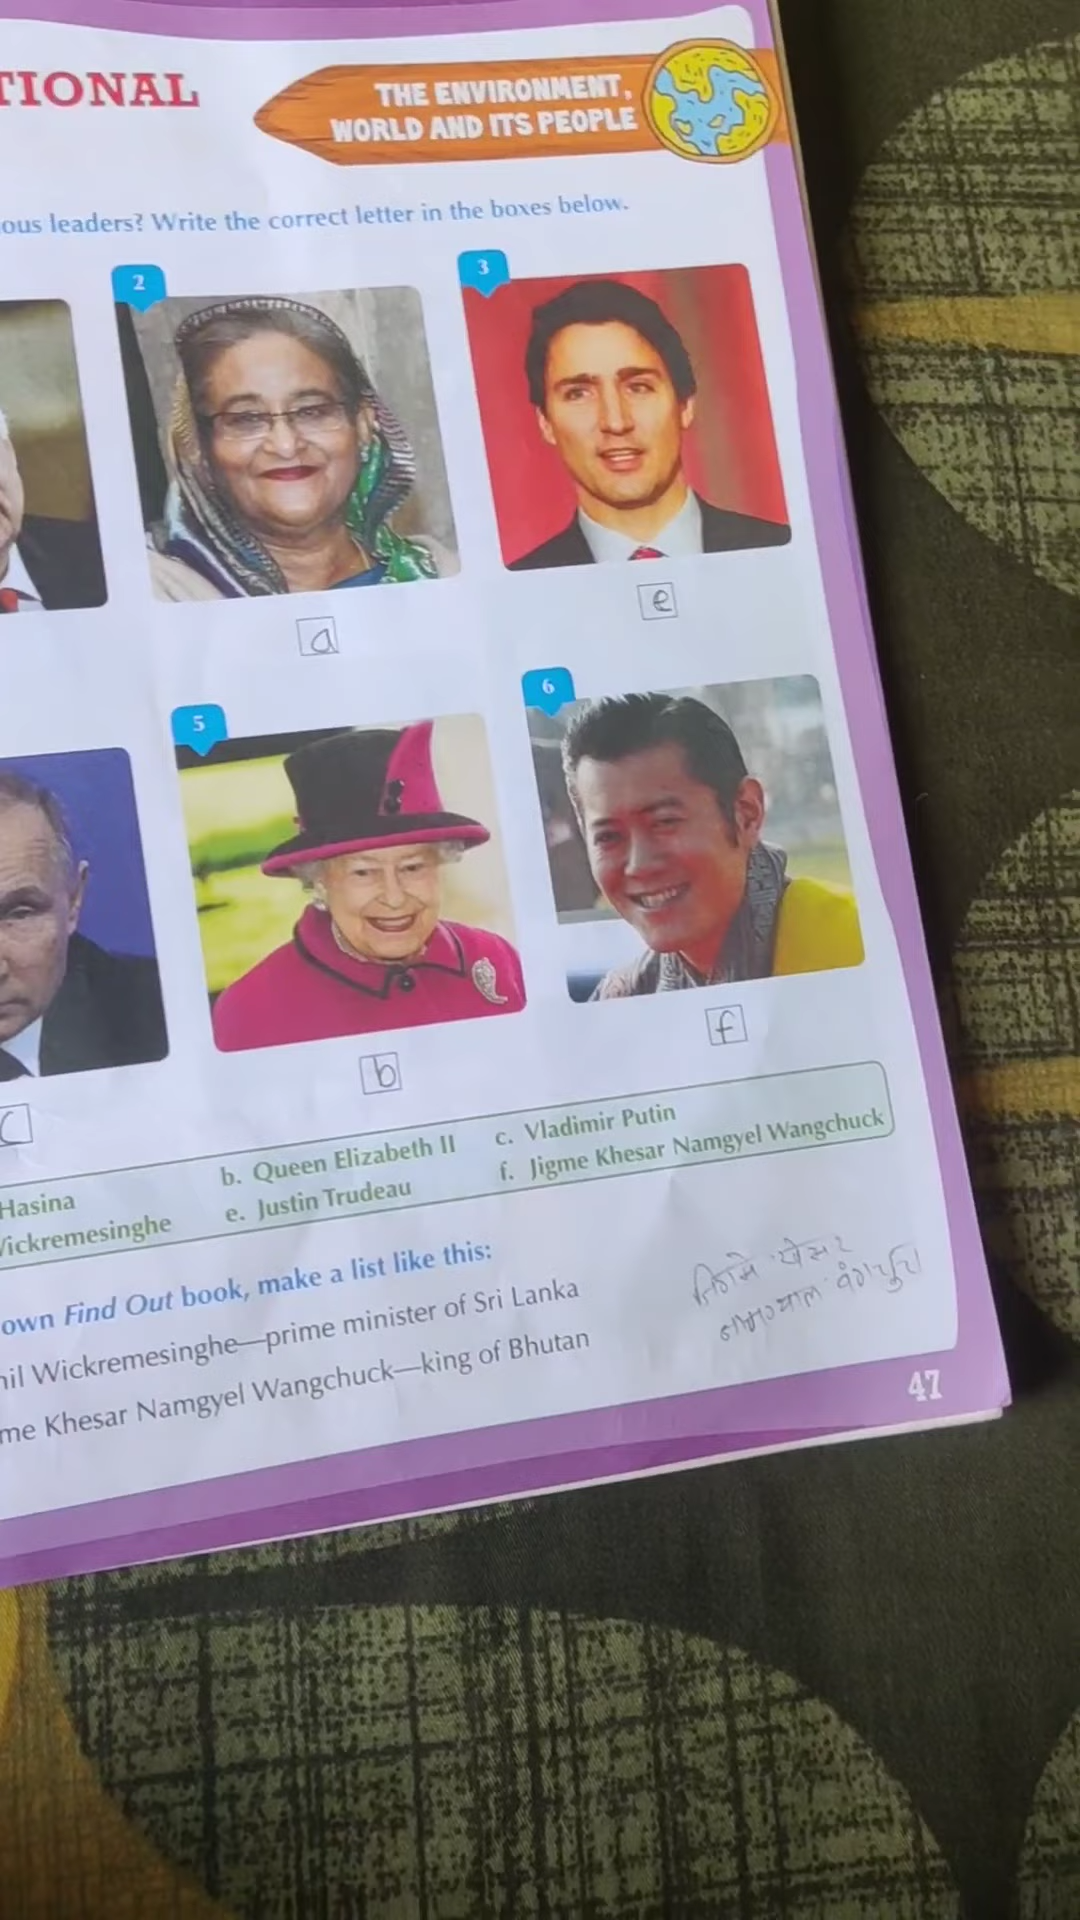 TIONAL
THE ENVIRONMENT,
WORLD AND ITS PEOPLE
ous leaders? Write the correct letter in the boxes below.
2
3
a
e
5
6
c
b
f
Hasina b. Queen Elizabeth II c. Vladimir Putin
Wickremesinghe e. Justin Trudeau f. Jigme Khesar Namgyel Wangchuck
own Find Out book, make a list like this:
nil Wickremesinghe—prime minister of Sri Lanka
me Khesar Namgyel Wangchuck—king of Bhutan
47